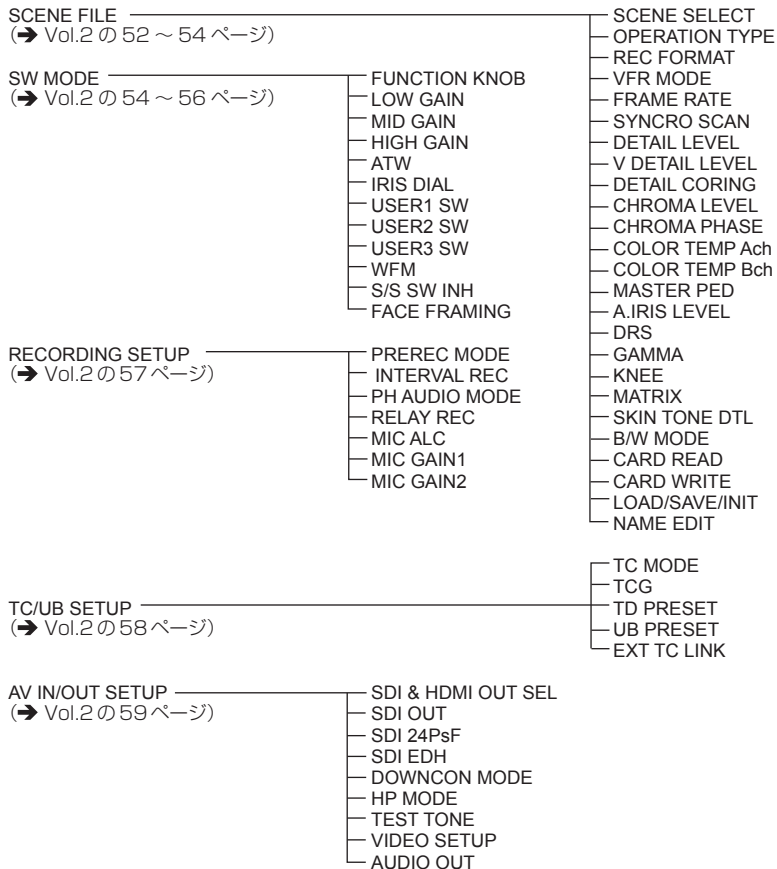 SCENE FILE
(➔ Vol.2 の 52 ～ 54 ページ)
SCENE SELECT
OPERATION TYPE
REC FORMAT
VFR MODE
FRAME RATE
SYNCRO SCAN
DETAIL LEVEL
V DETAIL LEVEL
DETAIL CORING
CHROMA LEVEL
CHROMA PHASE
COLOR TEMP Ach
COLOR TEMP Bch
MASTER PED
A.IRIS LEVEL
DRS
GAMMA
KNEE
MATRIX
SKIN TONE DTL
B/W MODE
CARD READ
CARD WRITE
LOAD/SAVE/INIT
NAME EDIT
SW MODE
(➔ Vol.2 の 54 ～ 56 ページ)
FUNCTION KNOB
LOW GAIN
MID GAIN
HIGH GAIN
ATW
IRIS DIAL
USER1 SW
USER2 SW
USER3 SW
WFM
S/S SW INH
FACE FRAMING
RECORDING SETUP
(➔ Vol.2 の 57 ページ)
PREREC MODE
INTERVAL REC
PH AUDIO MODE
RELAY REC
MIC ALC
MIC GAIN1
MIC GAIN2
TC/UB SETUP
(➔ Vol.2 の 58 ページ)
TC MODE
TCG
TD PRESET
UB PRESET
EXT TC LINK
AV IN/OUT SETUP
(➔ Vol.2 の 59 ページ)
SDI & HDMI OUT SEL
SDI OUT
SDI 24PsF
SDI EDH
DOWNCON MODE
HP MODE
TEST TONE
VIDEO SETUP
AUDIO OUT